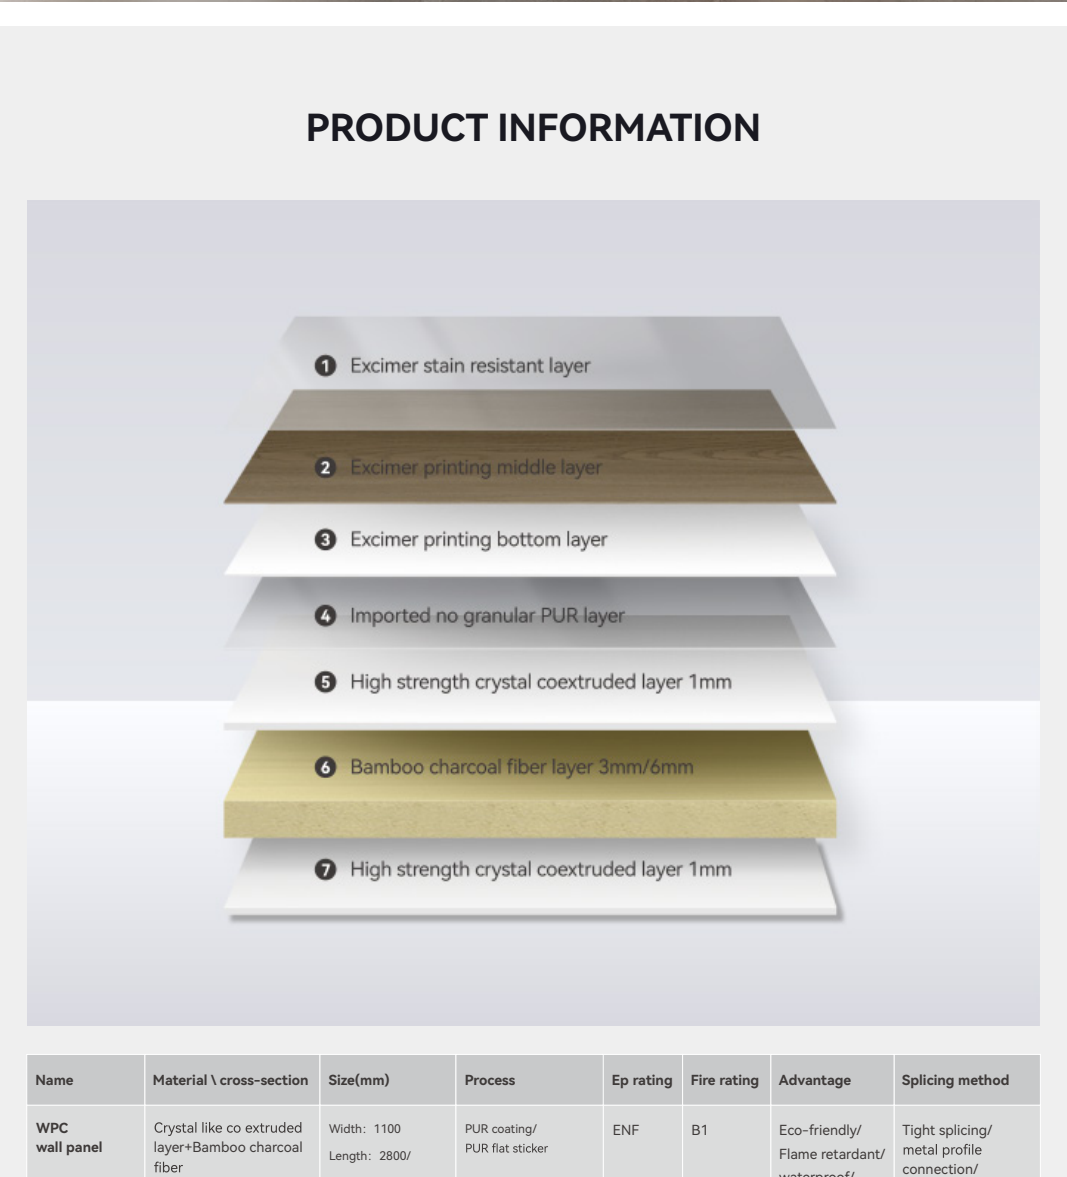 PRODUCT INFORMATION
1 Excimer stain resistant layer
2 Excimer printing middle layer
3 Excimer printing bottom layer
4 Imported no granular PUR layer
5 High strength crystal coextruded layer 1mm
6 Bamboo charcoal fiber layer 3mm/6mm
7 High strength crystal coextruded layer 1mm
Name Material \ cross-section Size(mm) Process Ep rating Fire rating Advantage Splicing method
WPC
wall panel
Crystal like co extruded
layer+Bamboo charcoal
fiber
Width: 1100
Length: 2800/
PUR coating/
PUR flat sticker
ENF
B1
Eco-friendly/
Flame retardant/
waterproof/
Tight splicing/
metal profile
connection/